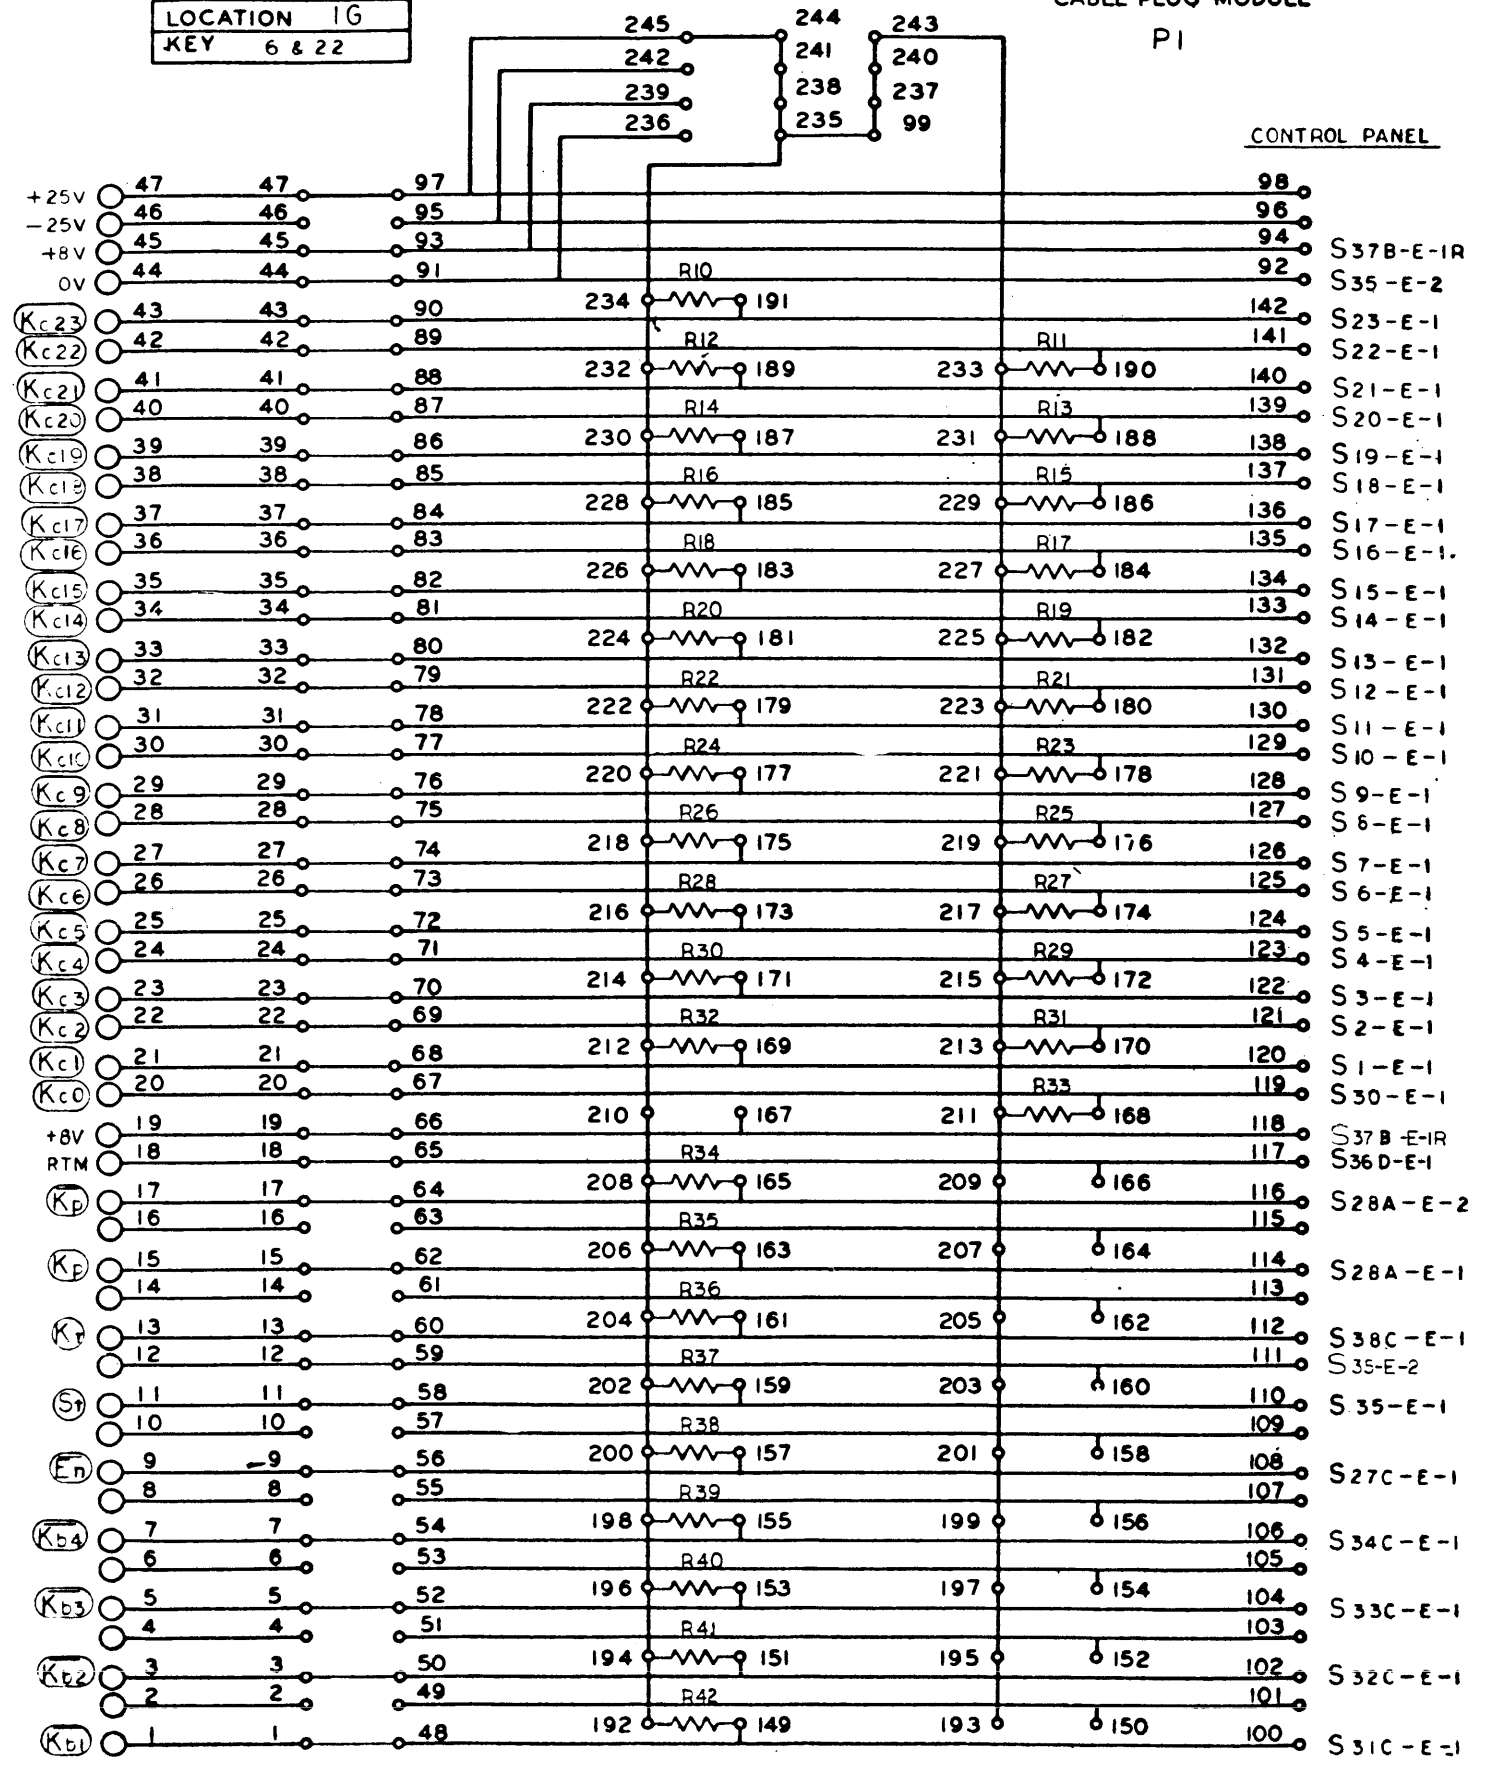 LOCATION 1G
KEY 6 & 22
CABLE PLUG MODULE
P1
245 244 243
242 241 240
239 238 237
236 235 99
CONTROL PANEL
+25V 47 47 97 98
-25V 46 46 95 96
+8V 45 45 93 94 S37B-E-1R
0V 44 44 91 92 S35-E-2
R10
234 191
Kc23 43 43 90 142 S23-E-1
Kc22 42 42 89 141 S22-E-1
R12 R11
232 189 233 190
Kc21 41 41 88 140 S21-E-1
Kc20 40 40 87 139 S20-E-1
R14 R13
230 187 231 188
Kc19 39 39 86 138 S19-E-1
Kc18 38 38 85 137 S18-E-1
R16 R15
228 185 229 186
Kc17 37 37 84 136 S17-E-1
Kc16 36 36 83 135 S16-E-1.
R18 R17
226 183 227 184
Kc15 35 35 82 134 S15-E-1
Kc14 34 34 81 133 S14-E-1
R20 R19
224 181 225 182
Kc13 33 33 80 132 S13-E-1
Kc12 32 32 79 131 S12-E-1
R22 R21
222 179 223 180
Kc11 31 31 78 130 S11-E-1
Kc10 30 30 77 129 S10-E-1
R24 R23
220 177 221 178
Kc9 29 29 76 128 S9-E-1
Kc8 28 28 75 127 S8-E-1
R26 R25
218 175 219 176
Kc7 27 27 74 126 S7-E-1
Kc6 26 26 73 125 S6-E-1
R28 R27
216 173 217 174
Kc5 25 25 72 124 S5-E-1
Kc4 24 24 71 123 S4-E-1
R30 R29
214 171 215 172
Kc3 23 23 70 122 S3-E-1
Kc2 22 22 69 121 S2-E-1
R32 R31
212 169 213 170
Kc1 21 21 68 120 S1-E-1
Kc0 20 20 67 119 S30-E-1
R33
210 167 211 168
+8V 19 19 66 118 S37B-E-1R
RTM 18 18 65 117 S36D-E-1
R34
208 165 209 166
K̅p̅ 17 17 64 116 S28A-E-2
16 16 63 115
R35
206 163 207 164
Kp 15 15 62 114 S28A-E-1
14 14 61 113
R36
204 161 205 162
Kr 13 13 60 112 S38C-E-1
12 12 59 111 S35-E-2
R37
202 159 203 160
St 11 11 58 110 S35-E-1
10 10 57 109
R38
200 157 201 158
E̅n̅ 9 9 56 108 S27C-E-1
8 8 55 107
R39
198 155 199 156
K̅b̅4̅ 7 7 54 106 S34C-E-1
6 6 53 105
R40
196 153 197 154
K̅b̅3̅ 5 5 52 104 S33C-E-1
4 4 51 103
R41
194 151 195 152
K̅b̅2̅ 3 3 50 102 S32C-E-1
2 2 49 101
R42
192 149 193 150
K̅b̅1̅ 1 1 48 100 S31C-E-1